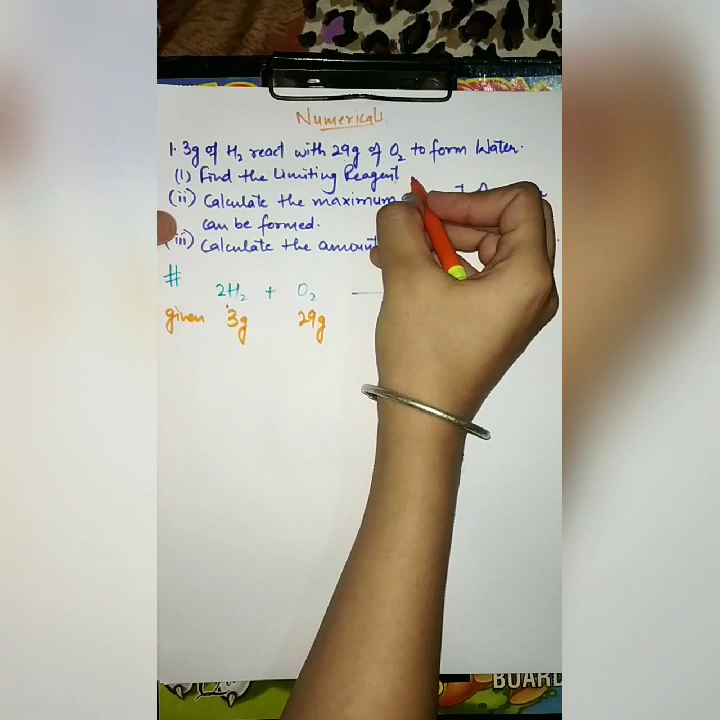 Numericals
1. 3g of H₂ react with 29g of O₂ to form Water.
(i) Find the Limiting Reagent
(ii) Calculate the maximum
can be formed.
(iii) Calculate the amount
#
2H₂ + O₂ —
given 3g 29g
BOARD